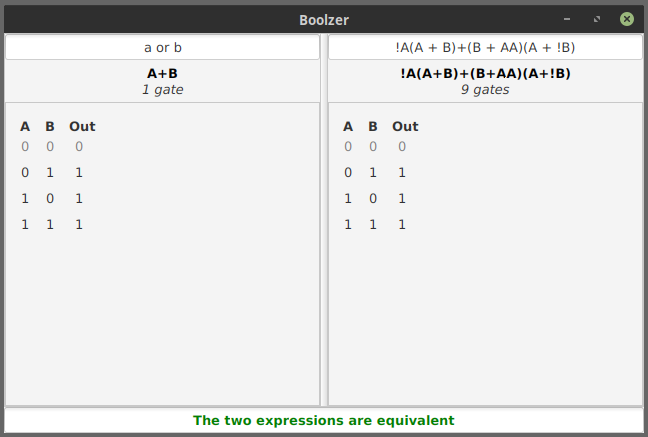 Boolzer
a or b
A+B
1 gate
A B Out
0 0 0
0 1 1
1 0 1
1 1 1
!A(A + B)+(B + AA)(A + !B)
!A(A+B)+(B+AA)(A+!B)
9 gates
A B Out
0 0 0
0 1 1
1 0 1
1 1 1
The two expressions are equivalent